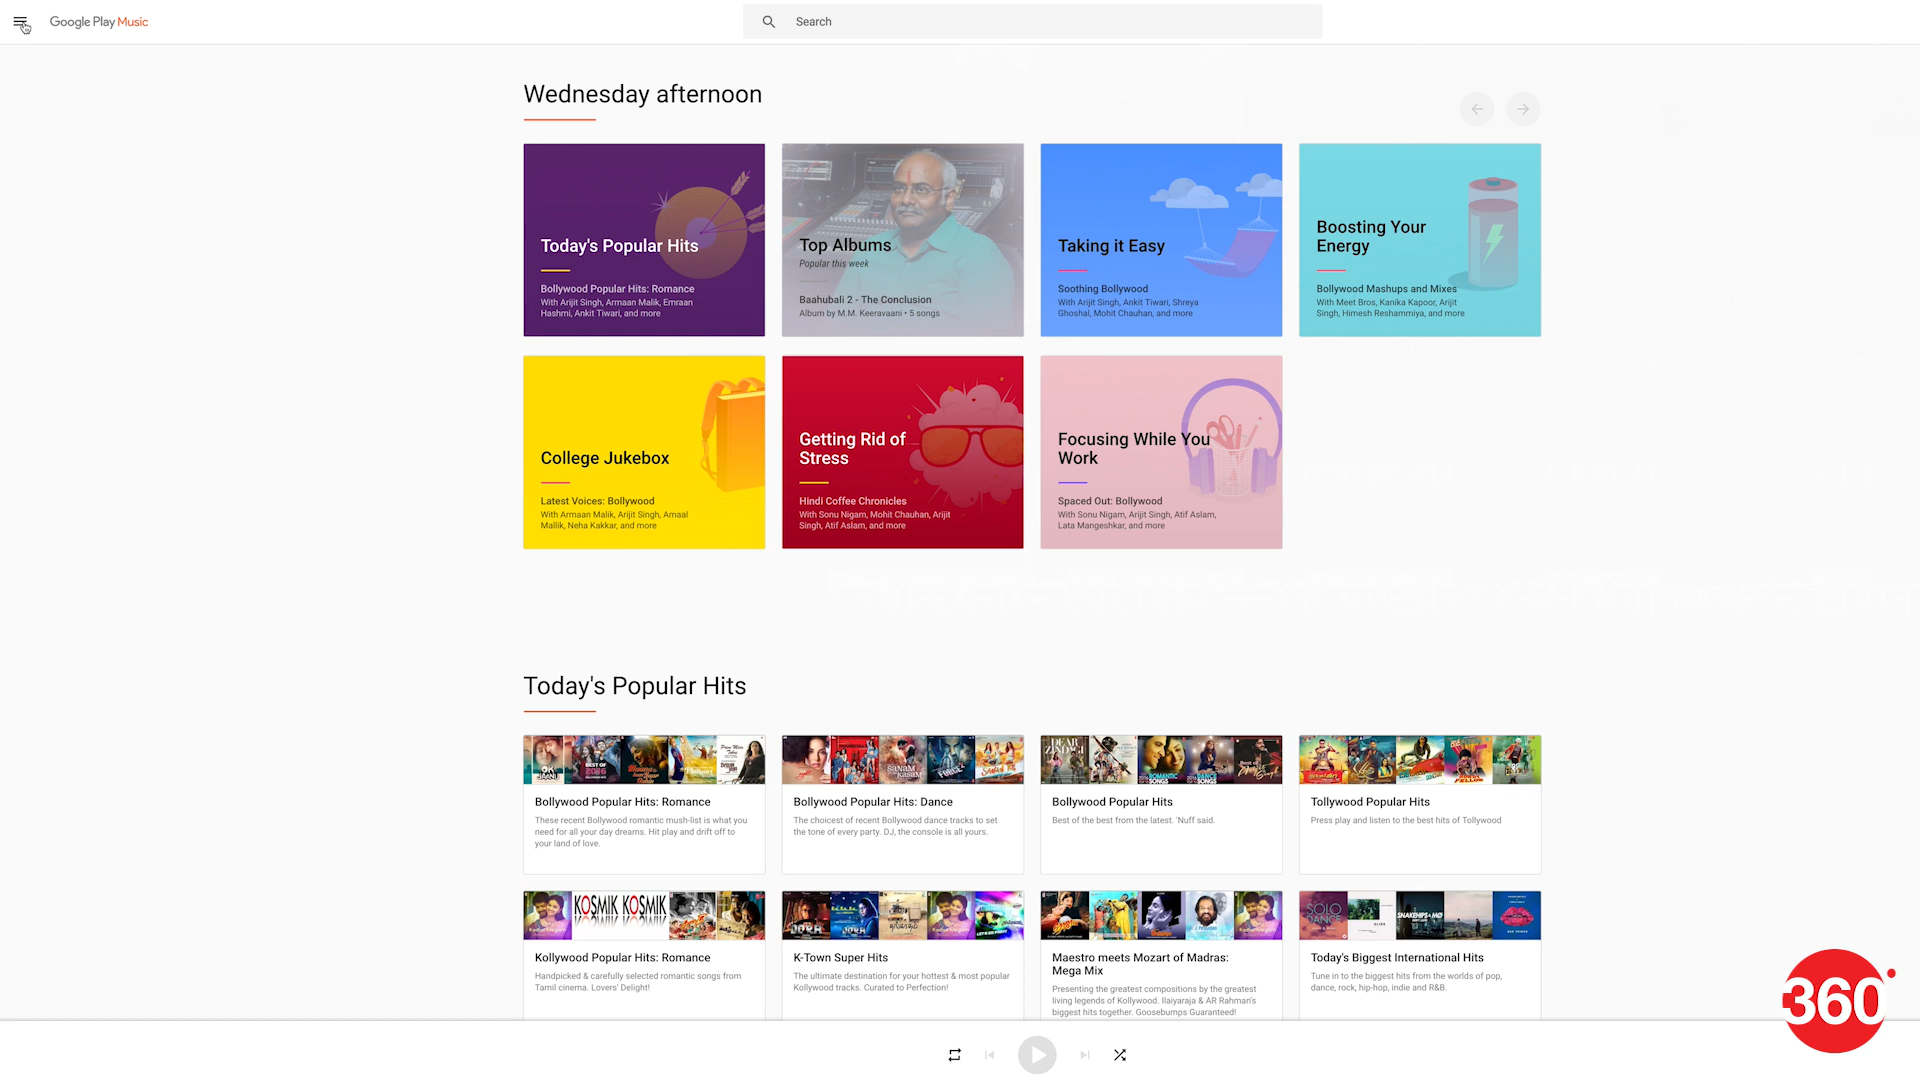 Google Play Music
Search
Wednesday afternoon
Today's Popular Hits
Bollywood Popular Hits: Romance
With Arijit Singh, Armaan Malik, Emraan
Hashmi, Ankit Tiwari, and more
Top Albums
Popular this week
Baahubali 2 - The Conclusion
Album by M.M. Keeravaani • 5 songs
Taking it Easy
Soothing Bollywood
With Arijit Singh, Ankit Tiwari, Shreya
Ghoshal, Mohit Chauhan, and more
Boosting Your
Energy
Bollywood Mashups and Mixes
With Meet Bros, Kanika Kapoor, Arijit
Singh, Himesh Reshammiya, and more
College Jukebox
Latest Voices: Bollywood
With Armaan Malik, Arijit Singh, Amaal
Mallik, Neha Kakkar, and more
Getting Rid of
Stress
Hindi Coffee Chronicles
With Sonu Nigam, Mohit Chauhan, Arijit
Singh, Atif Aslam, and more
Focusing While You
Work
Spaced Out: Bollywood
With Sonu Nigam, Arijit Singh, Atif Aslam,
Lata Mangeshkar, and more
Today's Popular Hits
Bollywood Popular Hits: Romance
These recent Bollywood romantic mush-list is what you
need for all your day dreams. Hit play and drift off to
your land of love.
Bollywood Popular Hits: Dance
The choicest of recent Bollywood dance tracks to set
the tone of every party. DJ, the console is all yours.
DEAR
ZINDAGI
ROMANTIC
SONGS
DANCE
SONGS
Bollywood Popular Hits
Best of the best from the latest. 'Nuff said.
Tollywood Popular Hits
Press play and listen to the best hits of Tollywood
KOSMIK KOSMIK
Kollywood Popular Hits: Romance
Handpicked & carefully selected romantic songs from
Tamil cinema. Lovers' Delight!
K-Town Super Hits
The ultimate destination for your hottest & most popular
Kollywood tracks. Curated to Perfection!
Maestro meets Mozart of Madras:
Mega Mix
Presenting the greatest compositions by the greatest
living legends of Kollywood. Ilaiyaraja & AR Rahman's
biggest hits together. Goosebumps Guaranteed!
SOLO
DANCE
SNAKEHIPS & MØ
Today's Biggest International Hits
Tune in to the biggest hits from the worlds of pop,
dance, rock, hip-hop, indie and R&B.
360